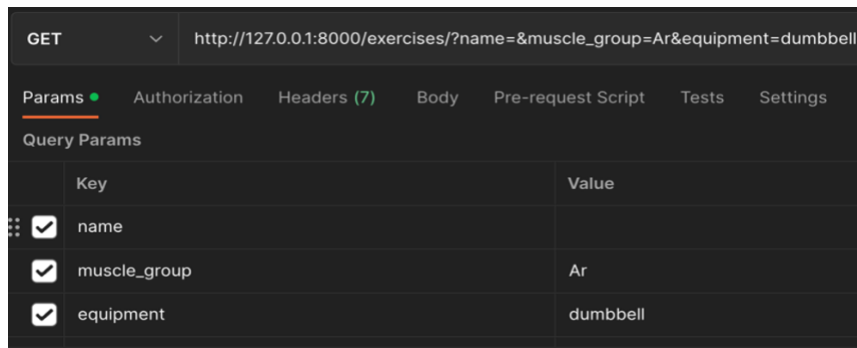 GET http://127.0.0.1:8000/exercises/?name=&muscle_group=Ar&equipment=dumbbell
Params Authorization Headers (7) Body Pre-request Script Tests Settings
Query Params
Key Value
name
muscle_group Ar
equipment dumbbell